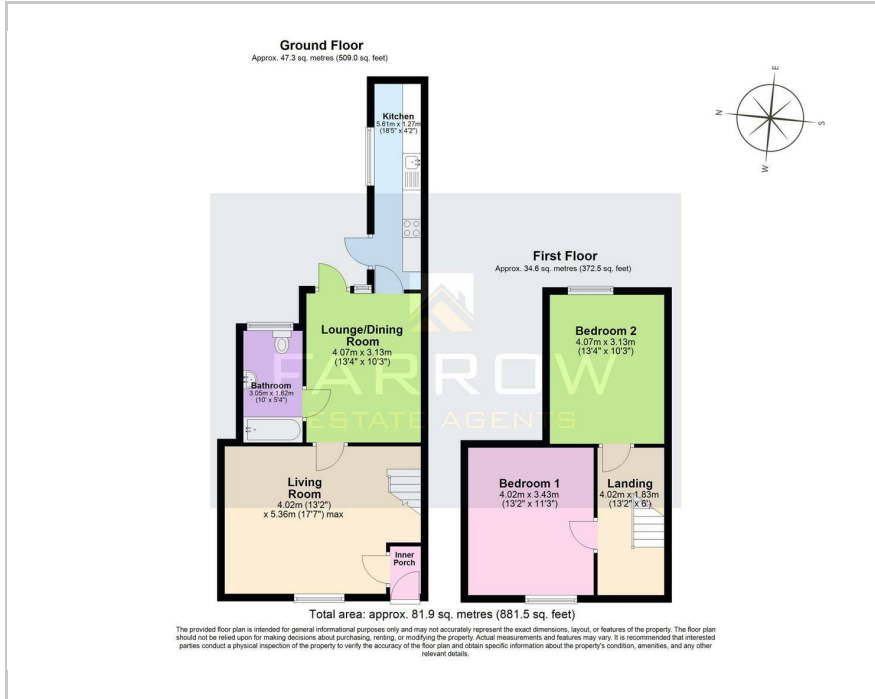 Ground Floor
Approx. 47.3 sq. metres (509.0 sq. feet)
Kitchen
5.61m x 1.27m
(18'5" x 4'2")
E
N
S
W
First Floor
Approx. 34.6 sq. metres (372.5 sq. feet)
Lounge/Dining
Room
4.07m x 3.13m
(13'4" x 10'3")
Bedroom 2
4.07m x 3.13m
(13'4" x 10'3")
FARROW
ESTATE AGENTS
Bathroom
3.05m x 1.62m
(10' x 5'4")
Living
Room
4.02m (13'2")
x 5.36m (17'7") max
Bedroom 1
4.02m x 3.43m
(13'2" x 11'3")
Landing
4.02m x 1.83m
(13'2" x 6')
Inner
Porch
Total area: approx. 81.9 sq. metres (881.5 sq. feet)
The provided floor plan is intended for general informational purposes only and may not accurately represent the exact dimensions, layout, or features of the property. The floor plan
should not be relied upon for making decisions about purchasing, renting, or modifying the property. Actual measurements and features may vary. It is recommended that interested
parties conduct a physical inspection of the property to verify the accuracy of the floor plan and obtain specific information about the property's condition, amenities, and any other
relevant details.